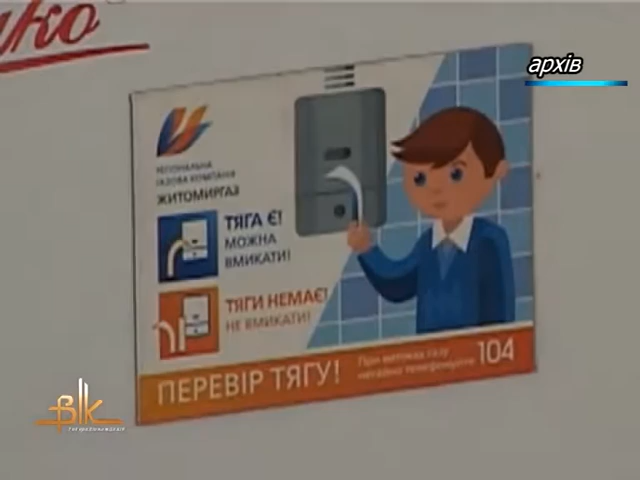 архів
РЕГІОНАЛЬНА
ГАЗОВА КОМПАНІЯ
ЖИТОМИРГАЗ
ТЯГА Є!
МОЖНА
ВМИКАТИ!
ТЯГИ НЕМАЄ!
НЕ ВМИКАТИ!
ПЕРЕВІР ТЯГУ!
При витоках газу
негайно телефонуйте
104
ВІК